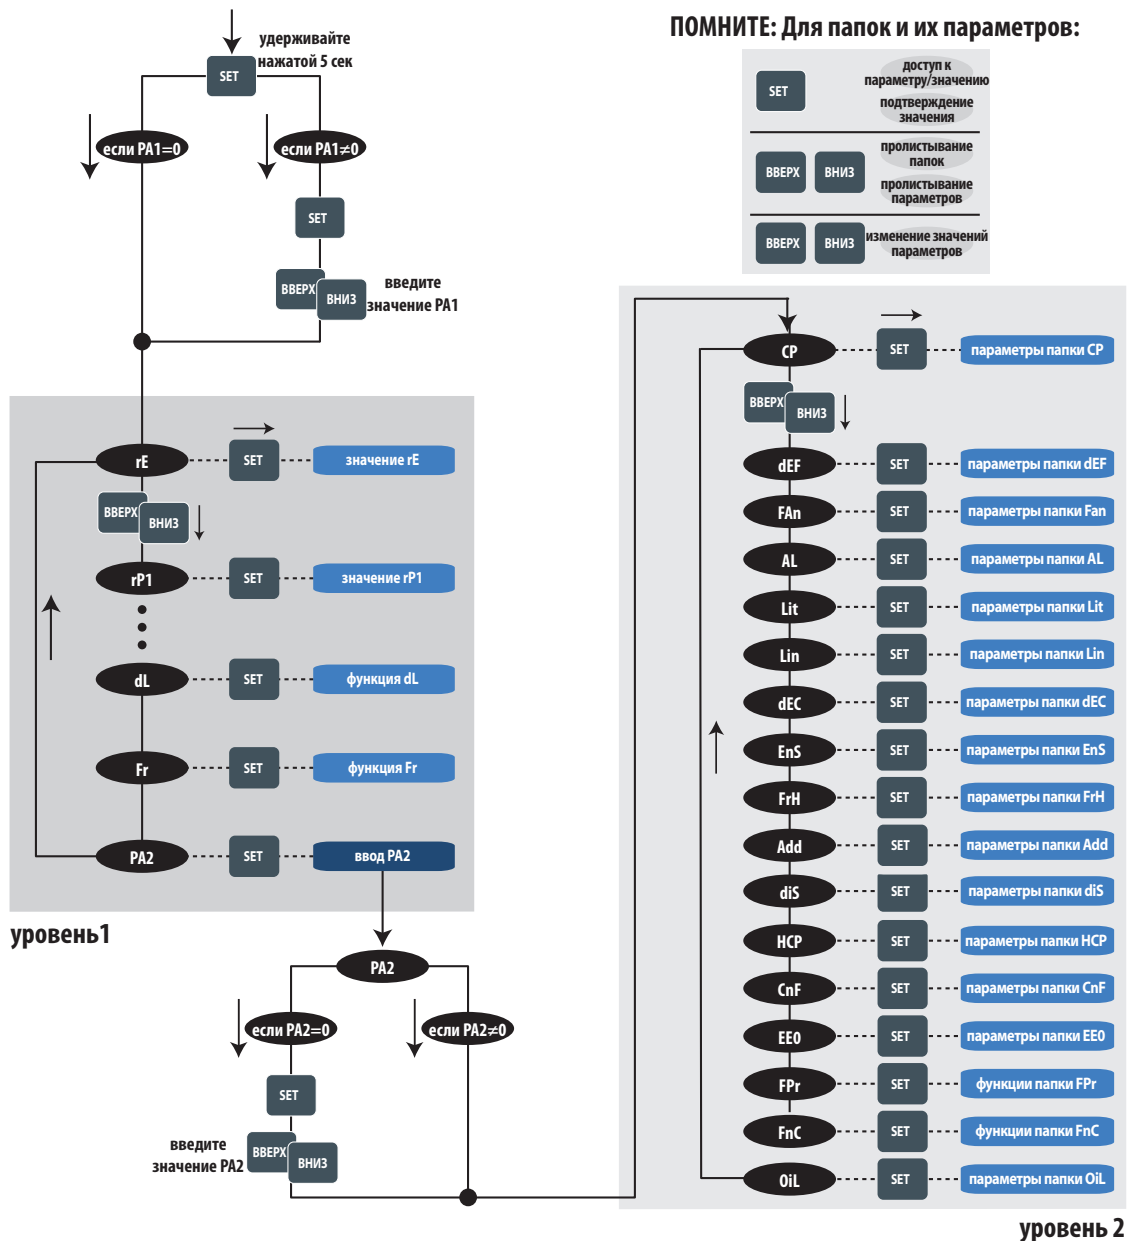 удерживайте
нажатой 5 сек
SET
если PA1=0
если PA1≠0
SET
ВВЕРХ
ВНИЗ
введите
значение PA1
ПОМНИТЕ: Для папок и их параметров:
SET
доступ к
параметру/значению
подтверждение
значения
ВВЕРХ
ВНИЗ
пролистывание
папок
пролистывание
параметров
ВВЕРХ
ВНИЗ
изменение значений
параметров
rE
SET
значение rE
ВВЕРХ
ВНИЗ
rP1
SET
значение rP1
dL
SET
функция dL
Fr
SET
функция Fr
PA2
SET
ввод PA2
уровень1
PA2
если PA2=0
если PA2≠0
SET
введите
значение PA2
ВВЕРХ
ВНИЗ
CP
SET
параметры папки CP
ВВЕРХ
ВНИЗ
dEF
SET
параметры папки dEF
FAn
SET
параметры папки Fan
AL
SET
параметры папки AL
Lit
SET
параметры папки Lit
Lin
SET
параметры папки Lin
dEC
SET
параметры папки dEC
EnS
SET
параметры папки EnS
FrH
SET
параметры папки FrH
Add
SET
параметры папки Add
diS
SET
параметры папки diS
HCP
SET
параметры папки HCP
CnF
SET
параметры папки CnF
EE0
SET
параметры папки EE0
FPr
SET
функции папки FPr
FnC
SET
функции папки FnC
OiL
SET
параметры папки OiL
уровень 2